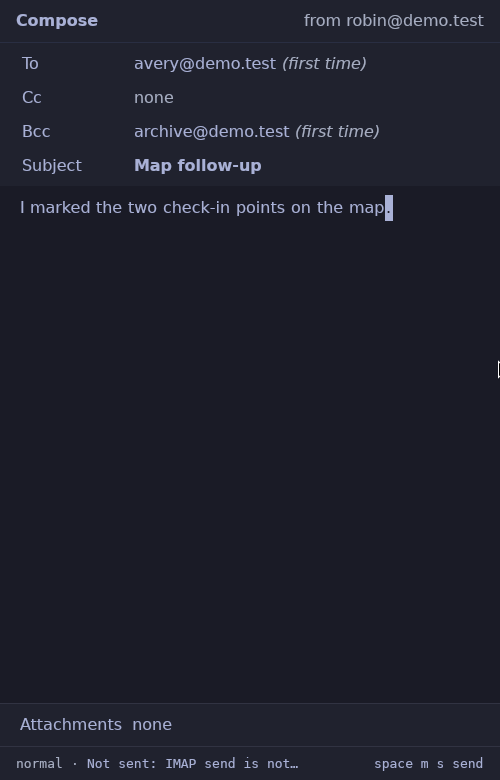 Compose from robin@demo.test
To avery@demo.test (first time)
Cc none
Bcc archive@demo.test (first time)
Subject Map follow-up
I marked the two check-in points on the map.
Attachments none
normal · Not sent: IMAP send is not… space m s send